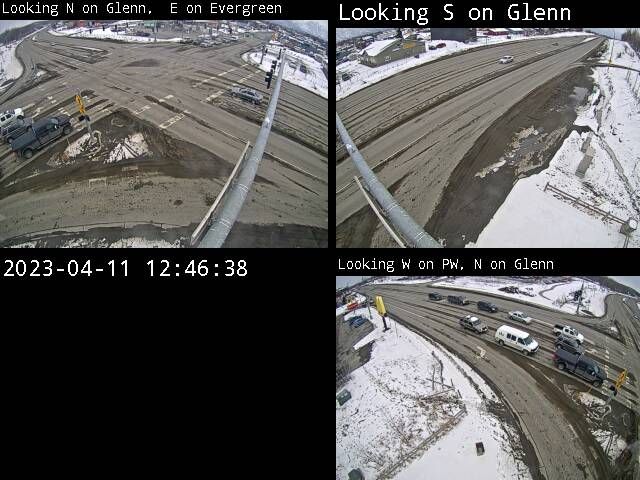 Looking N on Glenn,  E on Evergreen
Looking S on Glenn
2023-04-11 12:46:38
Looking W on PW, N on Glenn